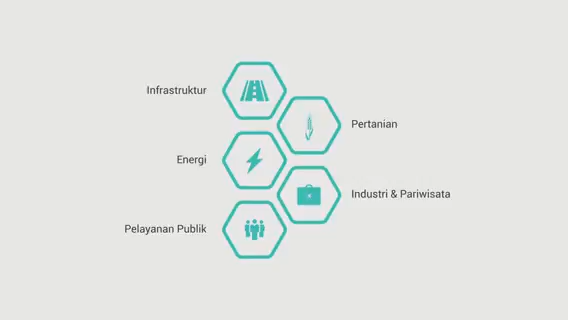 Infrastruktur
Pertanian
Energi
Industri & Pariwisata
Pelayanan Publik